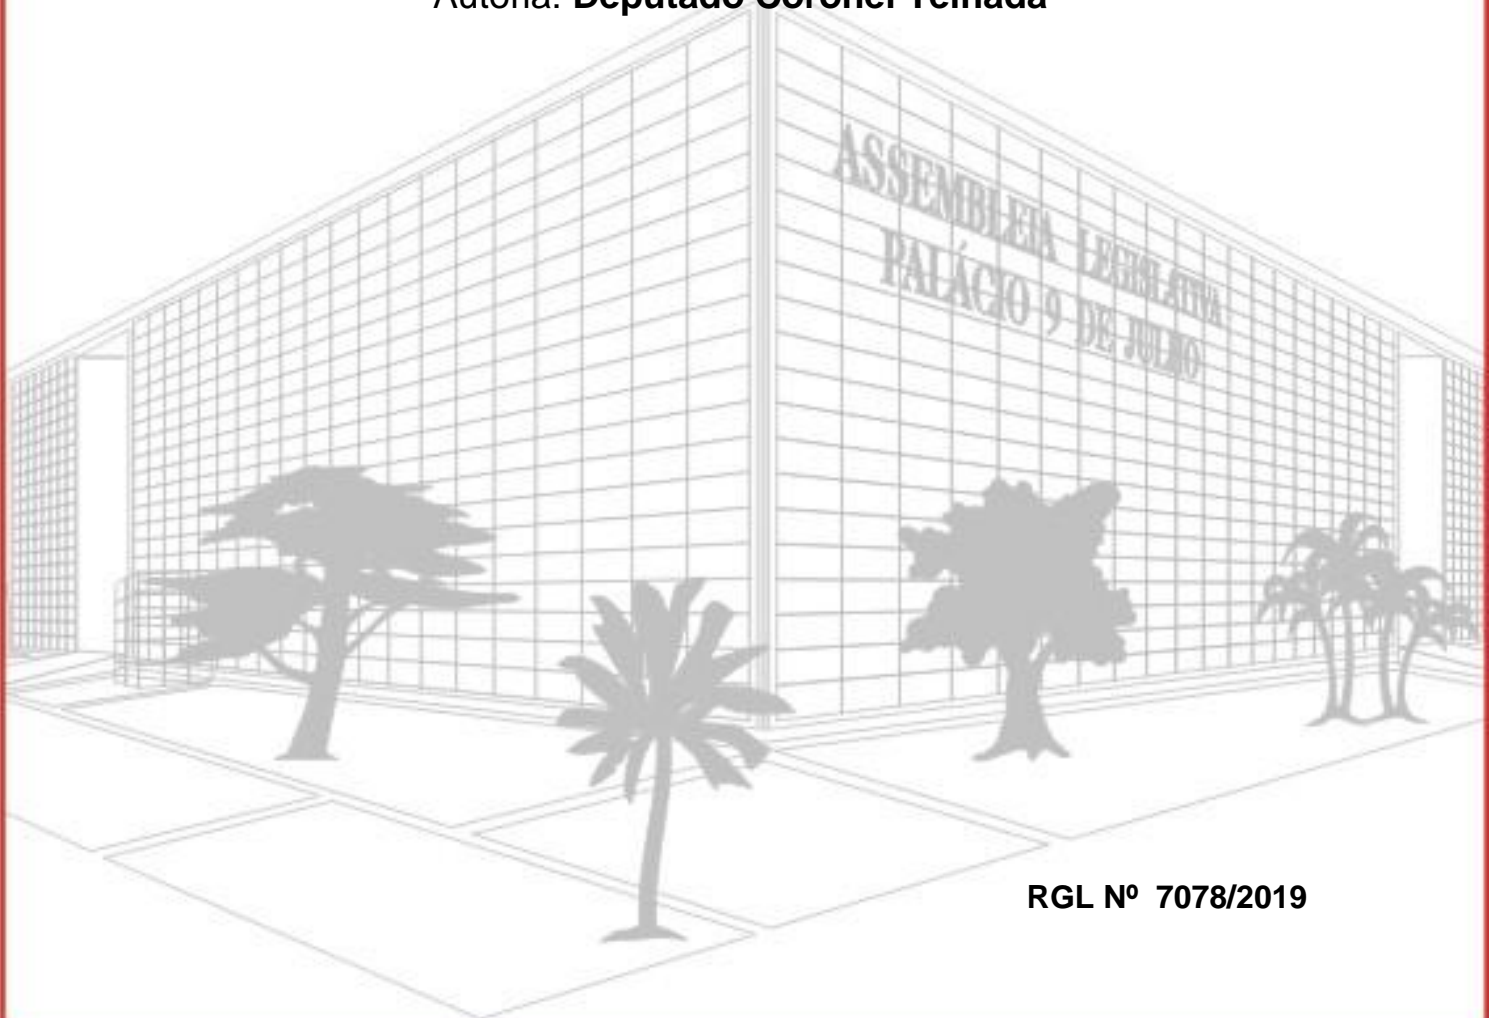 Autoria: Deputado Coronel Telhada
ASSEMBLEIA LEGISLATIVA
PALÁCIO 9 DE JULHO
RGL Nº 7078/2019